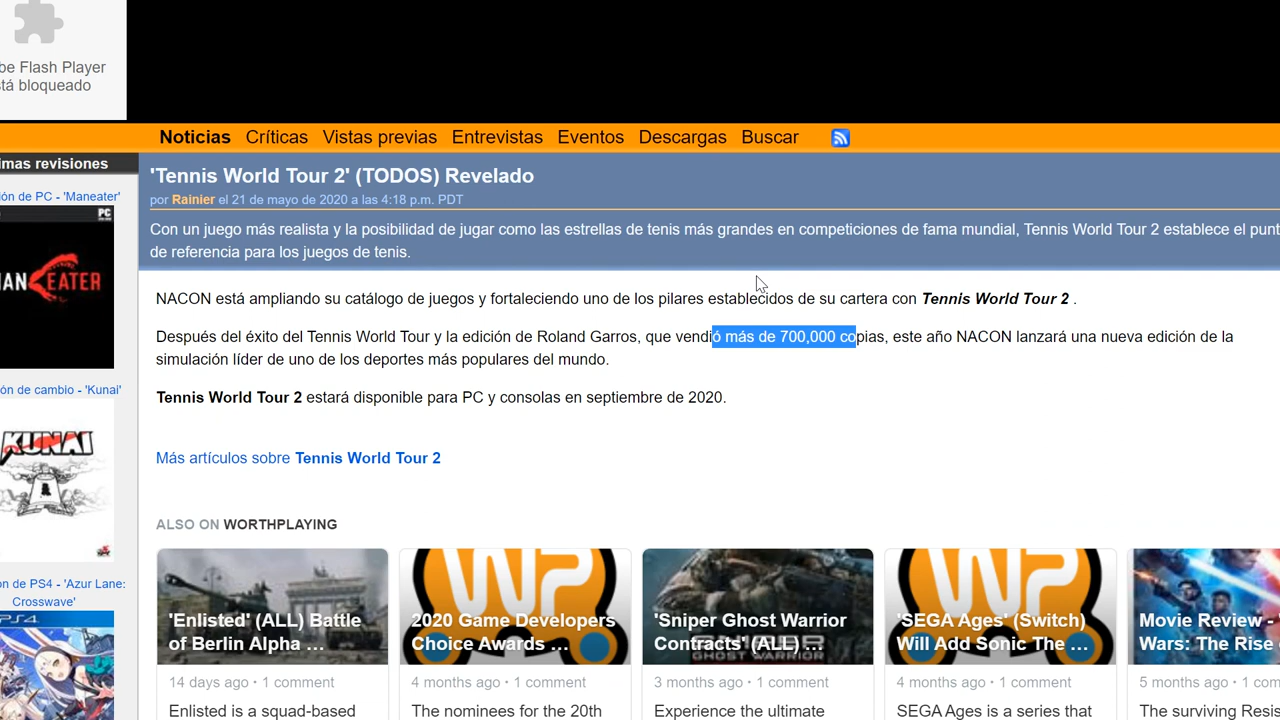 be Flash Player
tá bloqueado
Noticias Críticas Vistas previas Entrevistas Eventos Descargas Buscar
imas revisiones
'Tennis World Tour 2' (TODOS) Revelado
por Rainier el 21 de mayo de 2020 a las 4:18 p.m. PDT
Con un juego más realista y la posibilidad de jugar como las estrellas de tenis más grandes en competiciones de fama mundial, Tennis World Tour 2 establece el punt
de referencia para los juegos de tenis.
ión de PC - 'Maneater'
PC
MANEATER
NACON está ampliando su catálogo de juegos y fortaleciendo uno de los pilares establecidos de su cartera con Tennis World Tour 2 .
Después del éxito del Tennis World Tour y la edición de Roland Garros, que vendió más de 700,000 copias, este año NACON lanzará una nueva edición de la
simulación líder de uno de los deportes más populares del mundo.
Tennis World Tour 2 estará disponible para PC y consolas en septiembre de 2020.
ón de cambio - 'Kunai'
KUNAI
Más artículos sobre Tennis World Tour 2
on de PS4 - 'Azur Lane:
Crosswave'
PS4
ALSO ON WORTHPLAYING
'Enlisted' (ALL) Battle
of Berlin Alpha ...
14 days ago • 1 comment
Enlisted is a squad-based
2020 Game Developers
Choice Awards ...
4 months ago • 1 comment
The nominees for the 20th
'Sniper Ghost Warrior
Contracts' (ALL) ...
GHOST WARRIOR
3 months ago • 1 comment
Experience the ultimate
'SEGA Ages' (Switch)
Will Add Sonic The ...
4 months ago • 1 comment
SEGA Ages is a series that
Movie Review -
Wars: The Rise
5 months ago • 1 com
The surviving Resis